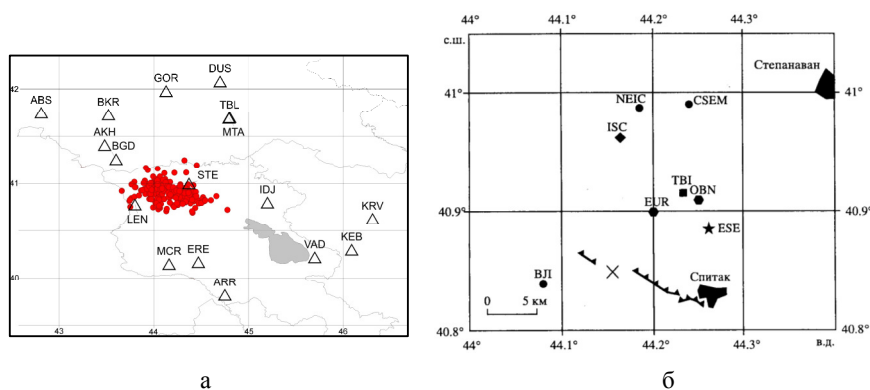 DUS
GOR
42
ABS
BKR
TBL
MTA
AKH
BGD
STE
41
IDJ
LEN
KRV
KEB
MCR
ERE
VAD
40
ARR
43
44
45
46
а
44°
44.1°
44.2°
44.3°
с.ш.
Степанаван
NEIC
CSEM
41°
41°
ISC
TBI
OBN
40.9°
EUR
40.9°
ESE
BJI
Спитак
0 5 км
40.8°
40.8°
44°
44.1°
44.2°
44.3°
в.д.
б